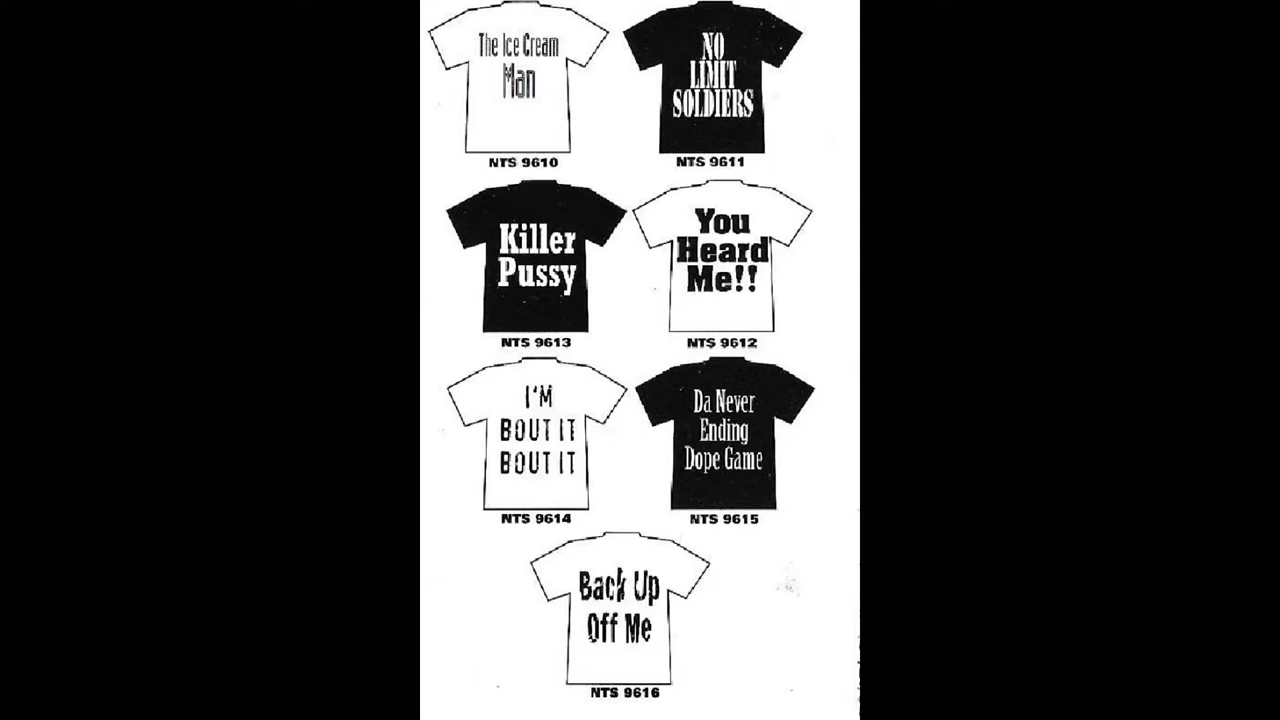 The Ice Cream
Man
NTS 9610
NO
LIMIT
SOLDIERS
NTS 9611
Killer
Pussy
NTS 9613
You
Heard
Me!!
NTS 9612
I'M
BOUT IT
BOUT IT
NTS 9614
Da Never
Ending
Dope Game
NTS 9615
Back Up
Off Me
NTS 9616